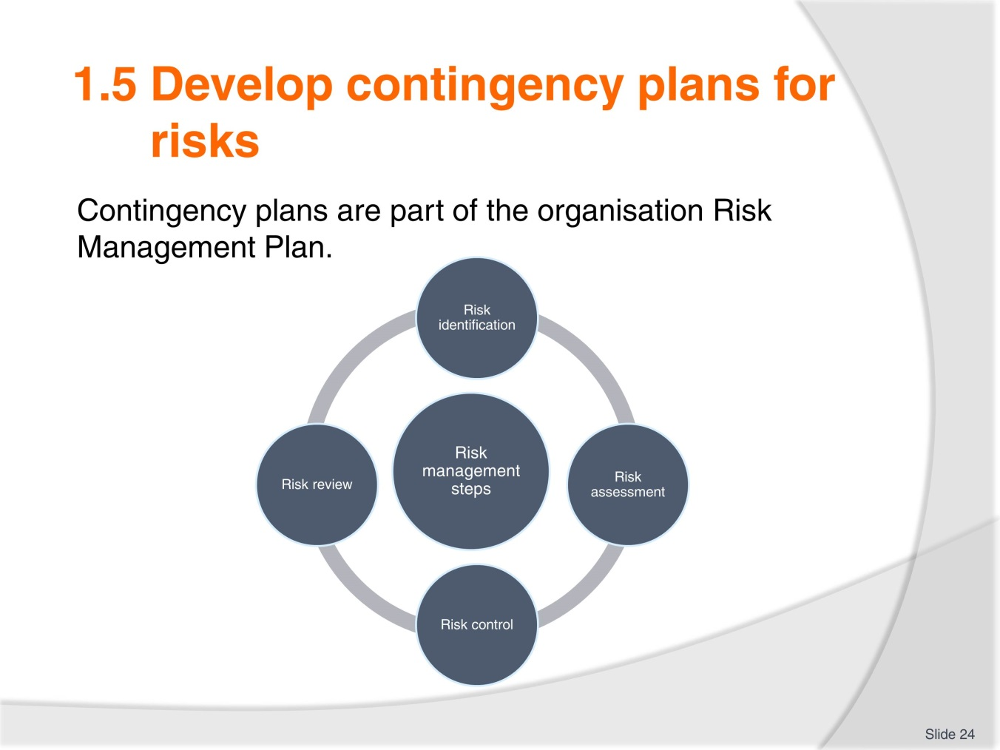 1.5 Develop contingency plans for
risks
Contingency plans are part of the organisation Risk
Management Plan.
Risk
identification
Risk
management
steps
Risk
assessment
Risk control
Risk review
Slide 24